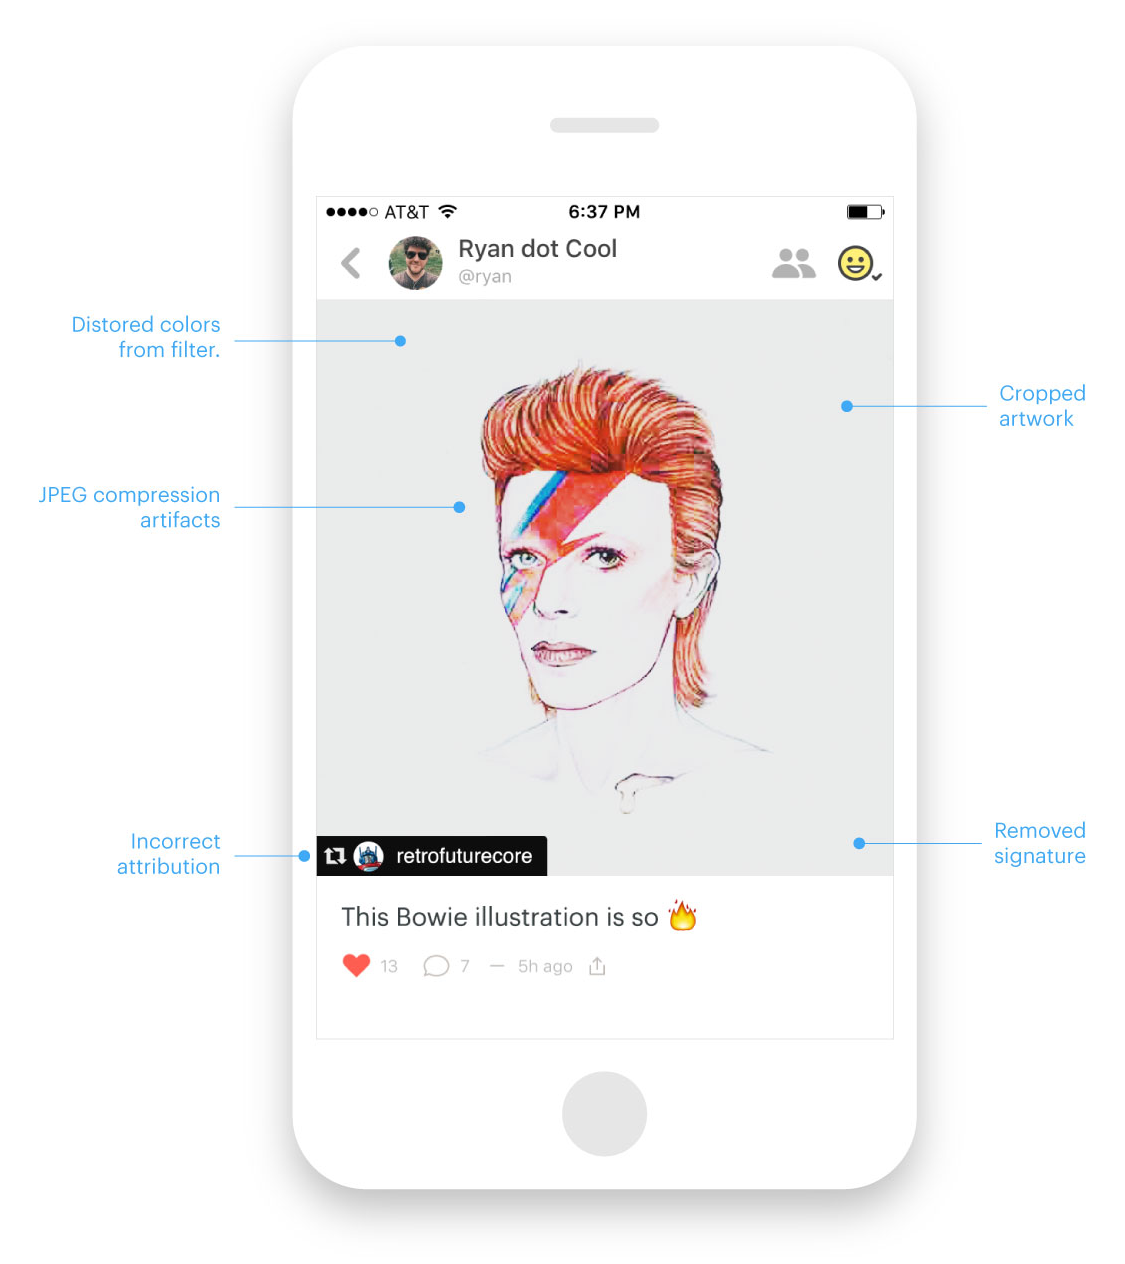 AT&T
6:37 PM
Ryan dot Cool
@ryan
Distored colors
from filter.
Cropped
artwork
JPEG compression
artifacts
Incorrect
attribution
Removed
signature
retrofuturecore
This Bowie illustration is so 🔥
13 7 — 5h ago